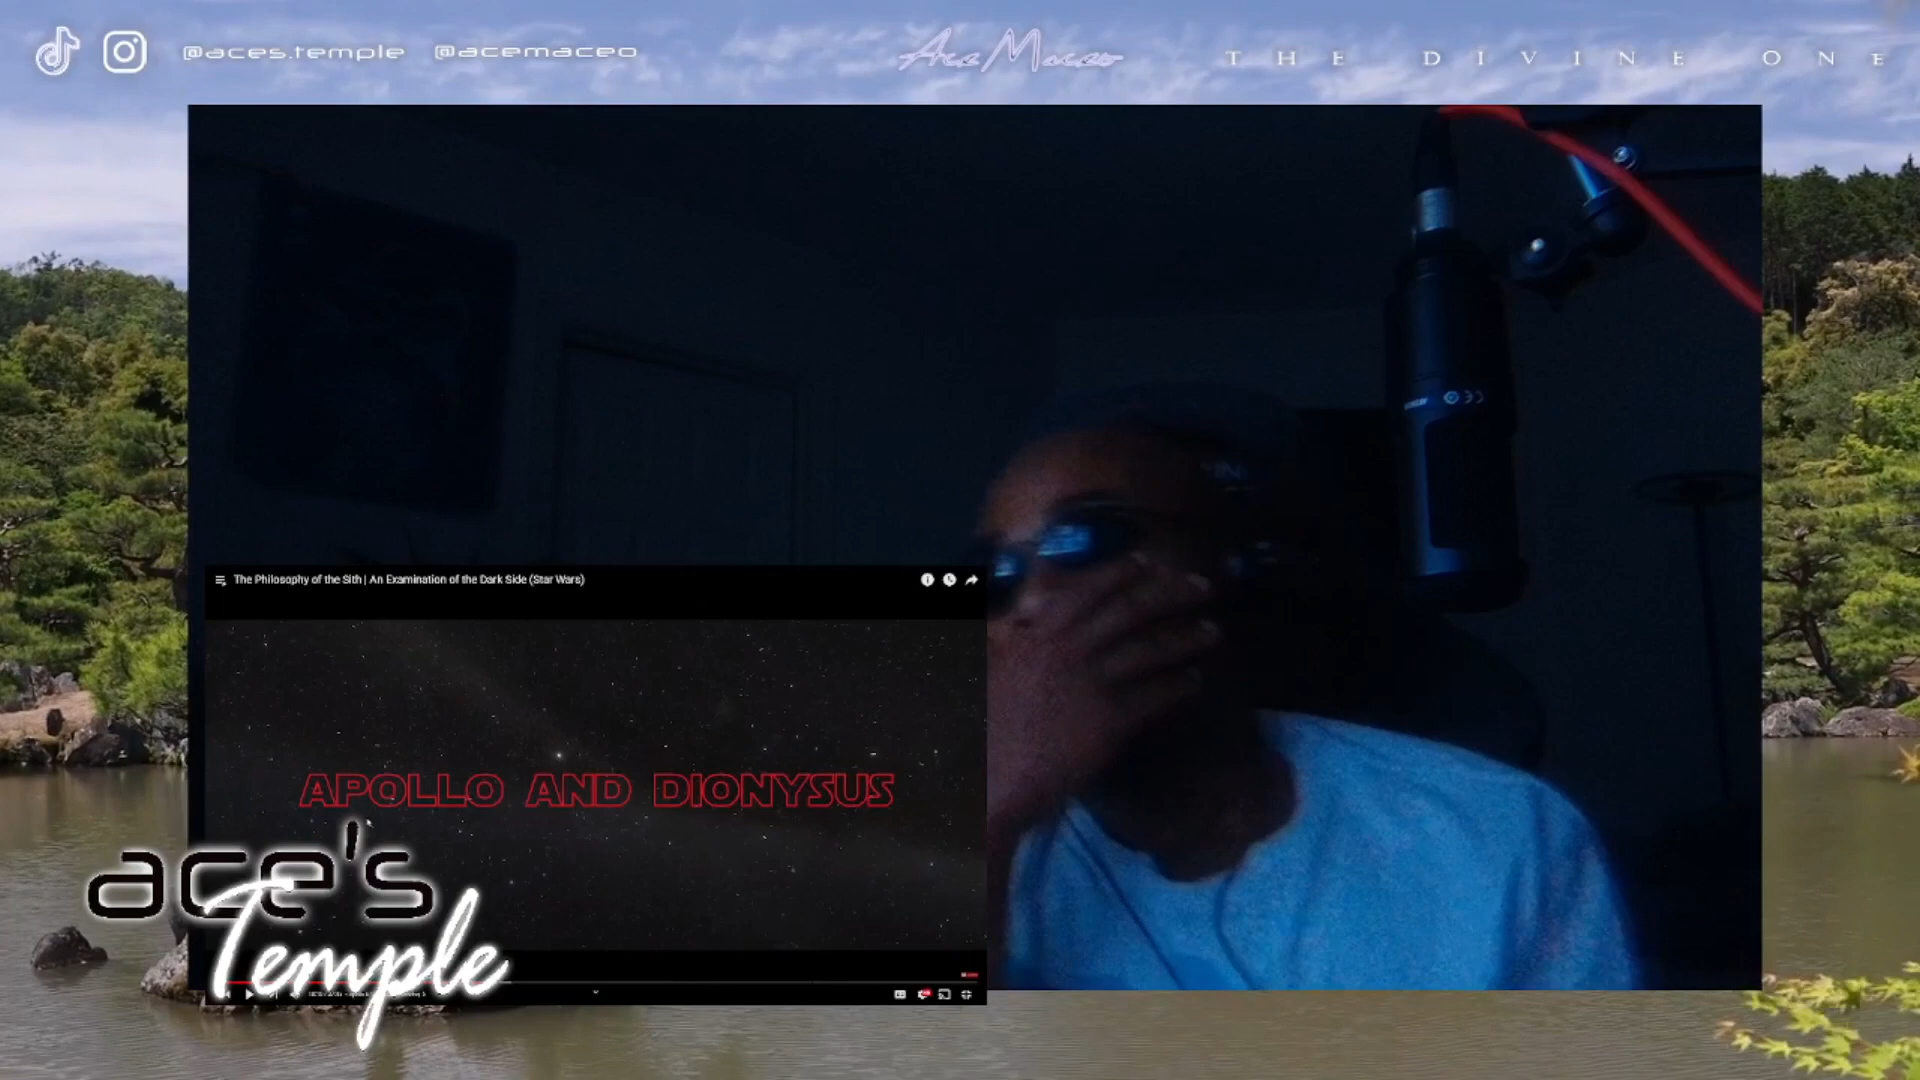 @aces.temple @acemaceo
Ace Maceo
THE DIVINE ONE
The Philosophy of the Sith | An Examination of the Dark Side (Star Wars)
APOLLO AND DIONYSUS
ace's
Temple